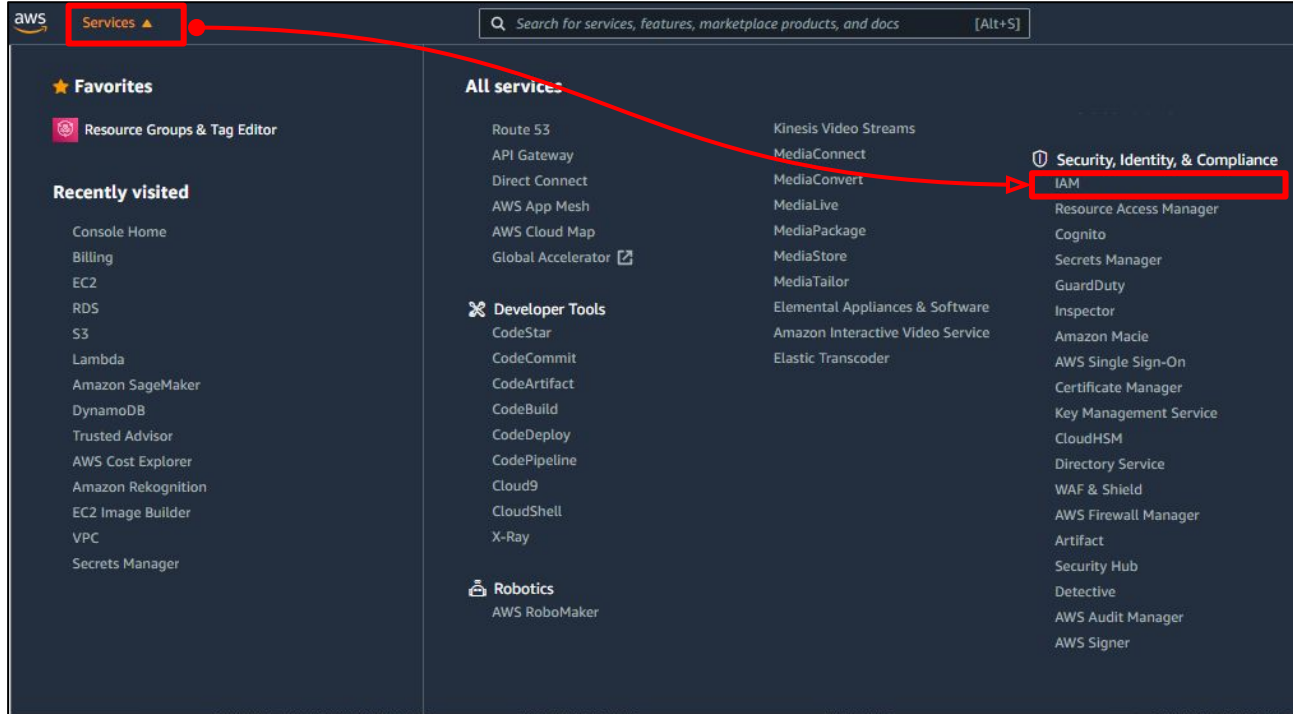 aws
Services ▲
Search for services, features, marketplace products, and docs [Alt+S]
Favorites
Resource Groups & Tag Editor
Recently visited
Console Home
Billing
EC2
RDS
S3
Lambda
Amazon SageMaker
DynamoDB
Trusted Advisor
AWS Cost Explorer
Amazon Rekognition
EC2 Image Builder
VPC
Secrets Manager
All services
Route 53
API Gateway
Direct Connect
AWS App Mesh
AWS Cloud Map
Global Accelerator
Developer Tools
CodeStar
CodeCommit
CodeArtifact
CodeBuild
CodeDeploy
CodePipeline
Cloud9
CloudShell
X-Ray
Robotics
AWS RoboMaker
Kinesis Video Streams
MediaConnect
MediaConvert
MediaLive
MediaPackage
MediaStore
MediaTailor
Elemental Appliances & Software
Amazon Interactive Video Service
Elastic Transcoder
Security, Identity, & Compliance
IAM
Resource Access Manager
Cognito
Secrets Manager
GuardDuty
Inspector
Amazon Macie
AWS Single Sign-On
Certificate Manager
Key Management Service
CloudHSM
Directory Service
WAF & Shield
AWS Firewall Manager
Artifact
Security Hub
Detective
AWS Audit Manager
AWS Signer